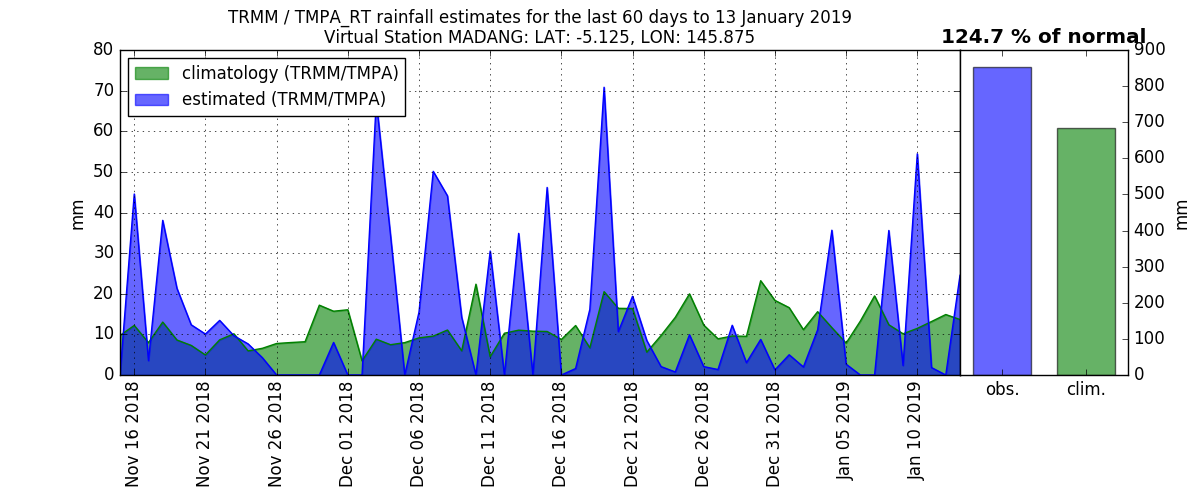 TRMM / TMPA_RT rainfall estimates for the last 60 days to 13 January 2019
Virtual Station MADANG: LAT: -5.125, LON: 145.875
124.7 % of normal
climatology (TRMM/TMPA)
estimated (TRMM/TMPA)
mm
80
70
60
50
40
30
20
10
0
Nov 16 2018
Nov 21 2018
Nov 26 2018
Dec 01 2018
Dec 06 2018
Dec 11 2018
Dec 16 2018
Dec 21 2018
Dec 26 2018
Dec 31 2018
Jan 05 2019
Jan 10 2019
900
800
700
600
500
400
300
200
100
0
mm
obs.
clim.